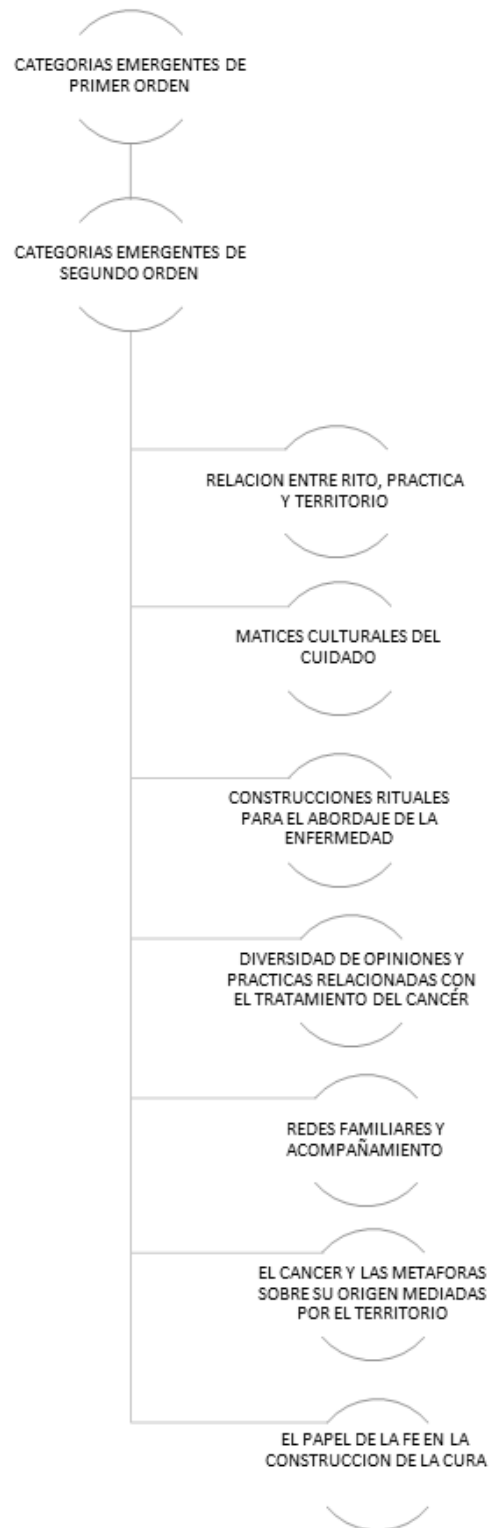 CATEGORIAS EMERGENTES DE
PRIMER ORDEN
CATEGORIAS EMERGENTES DE
SEGUNDO ORDEN
RELACION ENTRE RITO, PRACTICA
Y TERRITORIO
MATICES CULTURALES DEL
CUIDADO
CONSTRUCCIONES RITUALES
PARA EL ABORDAJE DE LA
ENFERMEDAD
DIVERSIDAD DE OPINIONES Y
PRACTICAS RELACIONADAS CON
EL TRATAMIENTO DEL CANCÉR
REDES FAMILIARES Y
ACOMPAÑAMIENTO
EL CANCER Y LAS METAFORAS
SOBRE SU ORIGEN MEDIADAS
POR EL TERRITORIO
EL PAPEL DE LA FE EN LA
CONSTRUCCION DE LA CURA